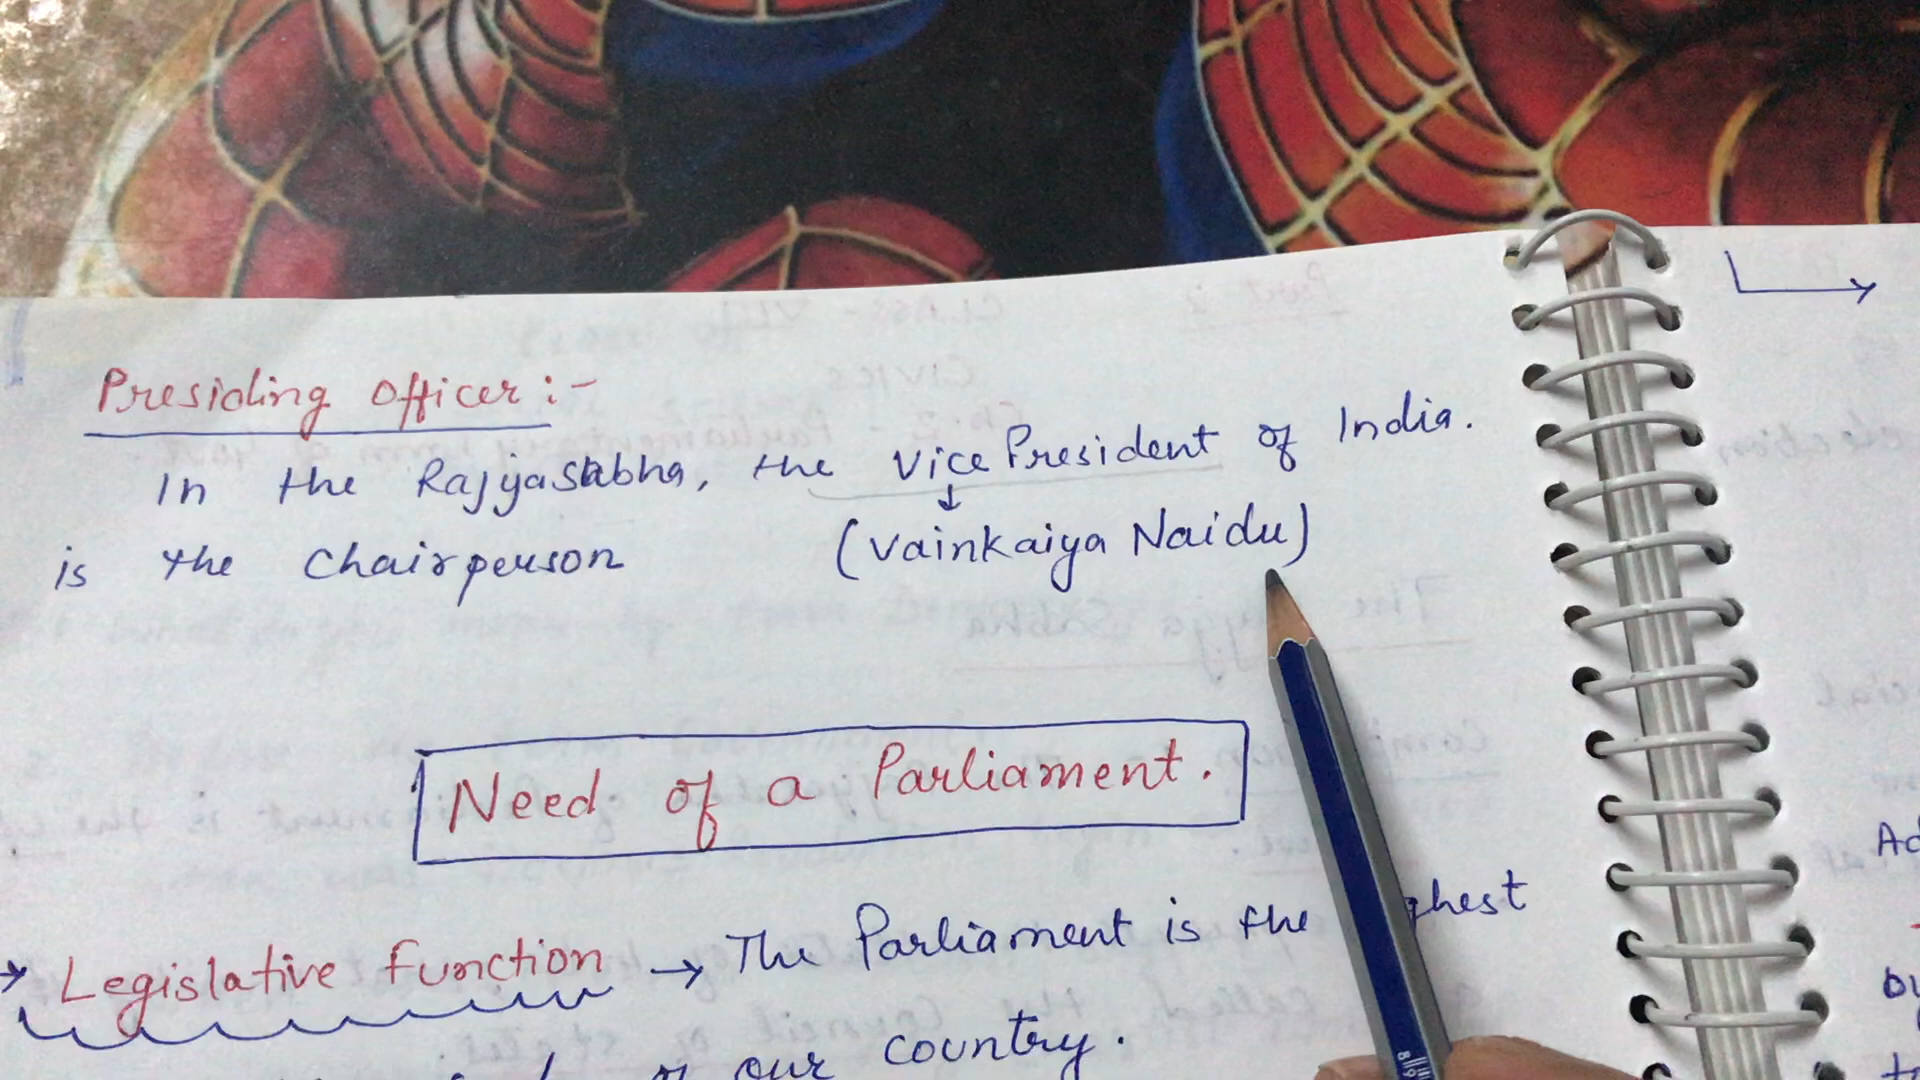 Presiding Officer :-
In the Rajyasabha, the Vice President of India.
is the Chairperson (Vainkaiya Naidu)
Need of a Parliament.
Legislative function → The Parliament is the
our country.